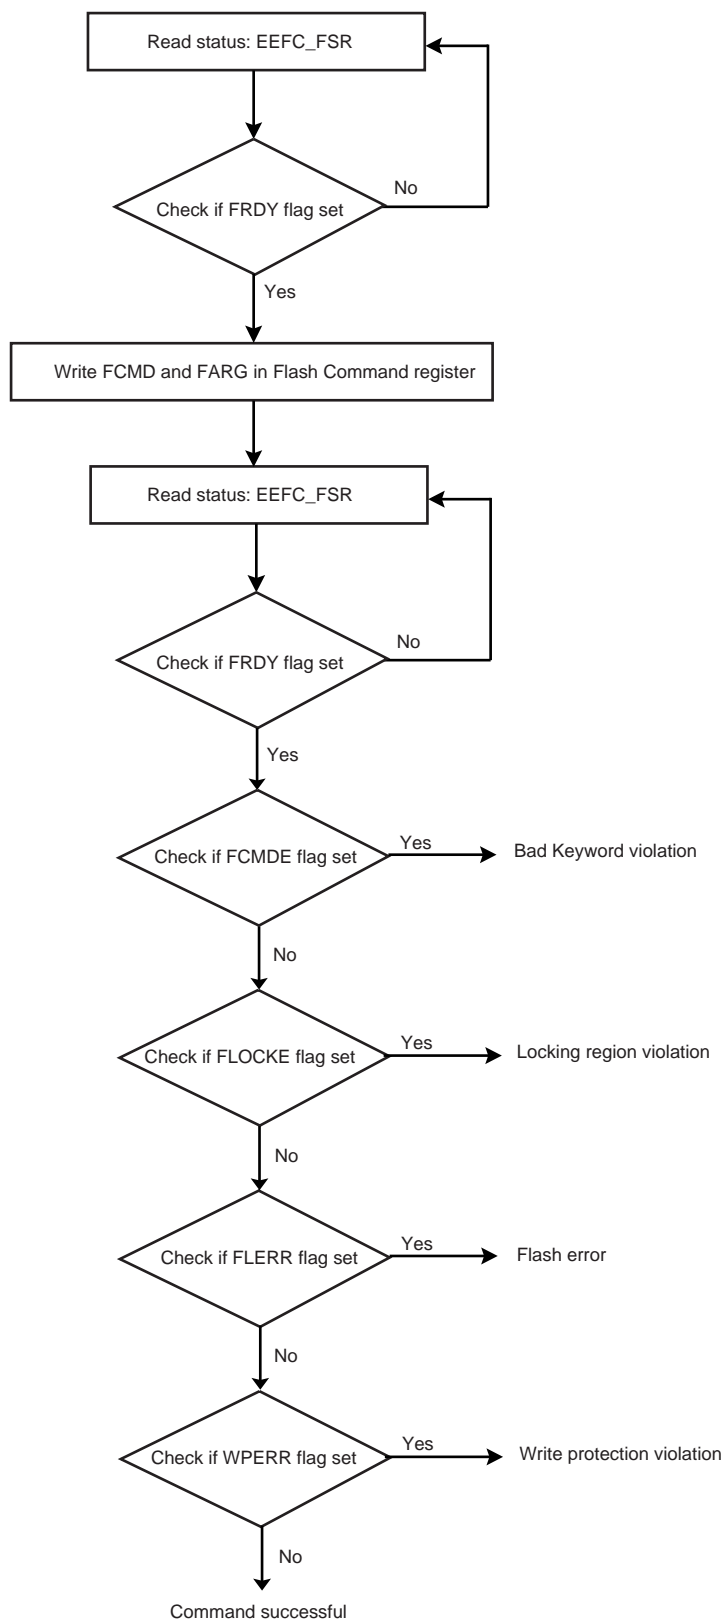 Read status: EEFC_FSR
No
Check if FRDY flag set
Yes
Write FCMD and FARG in Flash Command register
Read status: EEFC_FSR
No
Check if FRDY flag set
Yes
Yes
Check if FCMDE flag set
Bad Keyword violation
No
Yes
Check if FLOCKE flag set
Locking region violation
No
Yes
Check if FLERR flag set
Flash error
No
Yes
Check if WPERR flag set
Write protection violation
No
Command successful